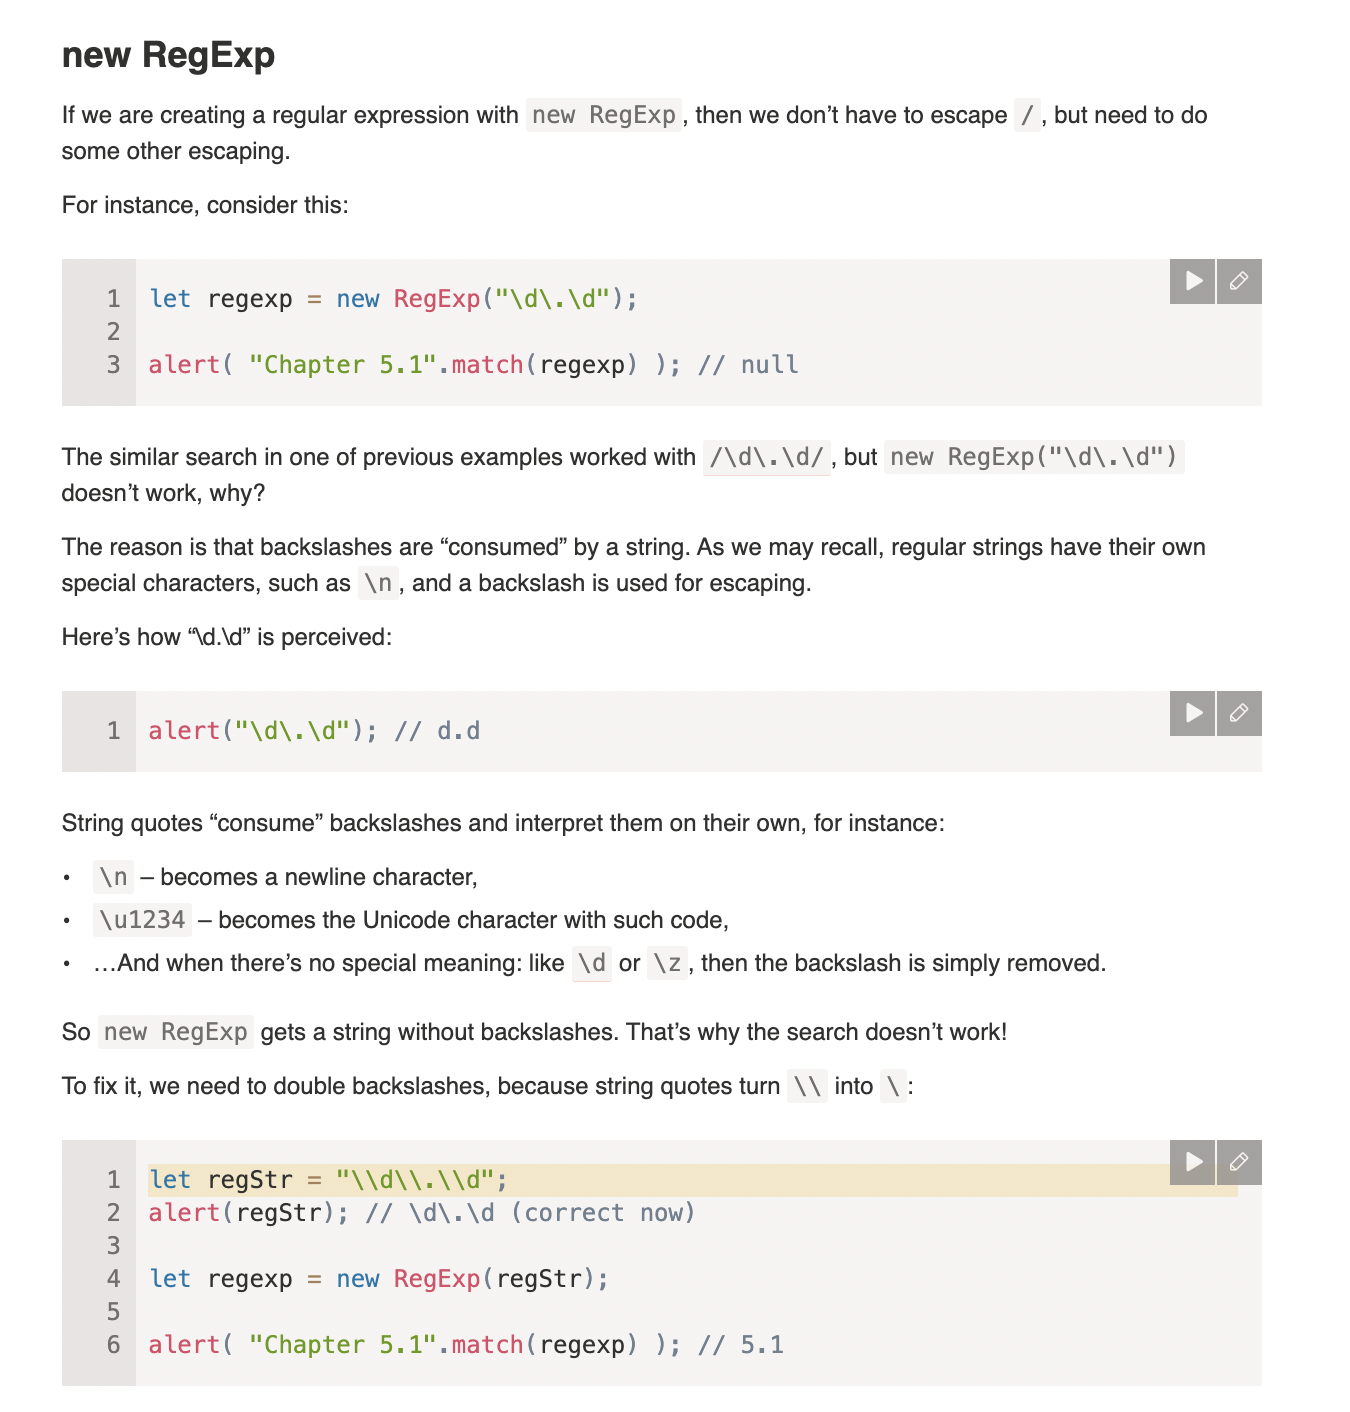 new RegExp
If we are creating a regular expression with new RegExp, then we don’t have to escape /, but need to do
some other escaping.
For instance, consider this:
1 let regexp = new RegExp("\d\.\d");
2
3 alert( "Chapter 5.1".match(regexp) ); // null
The similar search in one of previous examples worked with /\d\.\d/, but new RegExp("\d\.\d")
doesn’t work, why?
The reason is that backslashes are “consumed” by a string. As we may recall, regular strings have their own
special characters, such as \n, and a backslash is used for escaping.
Here’s how “\d.\d” is perceived:
1 alert("\d\.\d"); // d.d
String quotes “consume” backslashes and interpret them on their own, for instance:
• \n – becomes a newline character,
• \u1234 – becomes the Unicode character with such code,
• …And when there’s no special meaning: like \d or \z, then the backslash is simply removed.
So new RegExp gets a string without backslashes. That’s why the search doesn’t work!
To fix it, we need to double backslashes, because string quotes turn \\ into \:
1 let regStr = "\\d\\.\\d";
2 alert(regStr); // \d\.\d (correct now)
3
4 let regexp = new RegExp(regStr);
5
6 alert( "Chapter 5.1".match(regexp) ); // 5.1